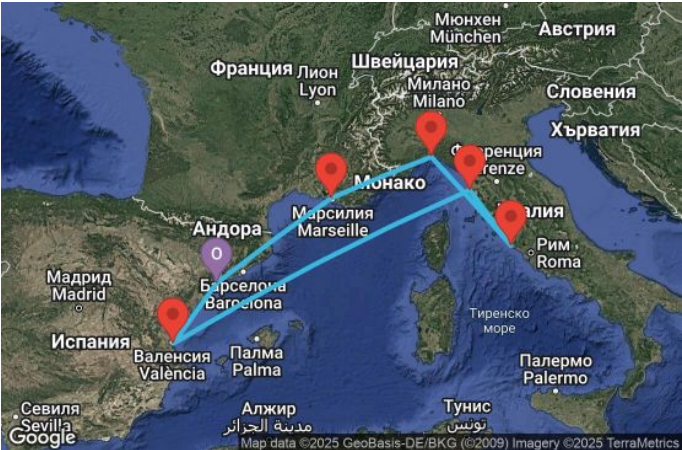 Мюнхен
München
Австрия
Франция
Лион
Lyon
Швейцария
Милано
Milano
Словения
Хърватия
Флоренция
Firenze
Монако
Италия
Марсилия
Marseille
Андора
O
Барселона
Barcelona
Рим
Roma
Мадрид
Madrid
Тиренско
море
Испания
Валенсия
València
Палма
Palma
Палермо
Palermo
Севиля
Sevilla
Алжир
مدينة الجزائر
Тунис
تونس
Google
Map data ©2025 GeoBasis-DE/BKG (©2009) Imagery ©2025 TerraMetrics